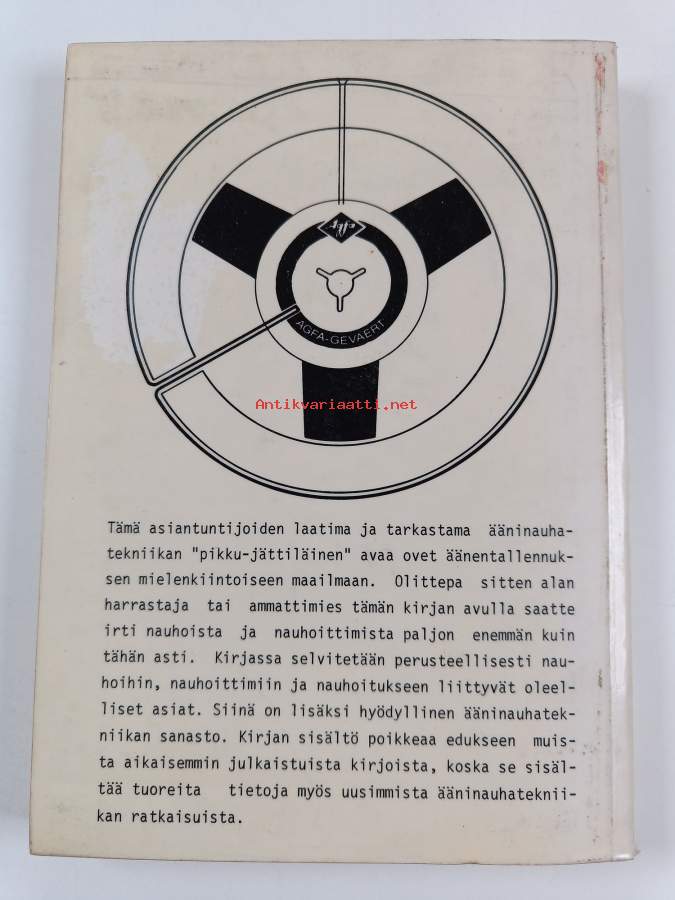 AGFA-GEVAERT
Antikvariaatti.net
Tämä asiantuntijoiden laatima ja tarkastama ääninauha-
tekniikan "pikku-jättiläinen" avaa ovet äänentallennuk-
sen mielenkiintoiseen maailmaan. Olittepa sitten alan
harrastaja tai ammattimies tämän kirjan avulla saatte
irti nauhoista ja nauhoittimista paljon enemmän kuin
tähän asti. Kirjassa selvitetään perusteellisesti nau-
hoihin, nauhoittimiin ja nauhoitukseen liittyvät oleel-
liset asiat. Siinä on lisäksi hyödyllinen ääninauhatek-
niikan sanasto. Kirjan sisältö poikkeaa edukseen muis-
ta aikaisemmin julkaistuista kirjoista, koska se sisäl-
tää tuoreita tietoja myös uusimmista ääninauhateknii-
kan ratkaisuista.